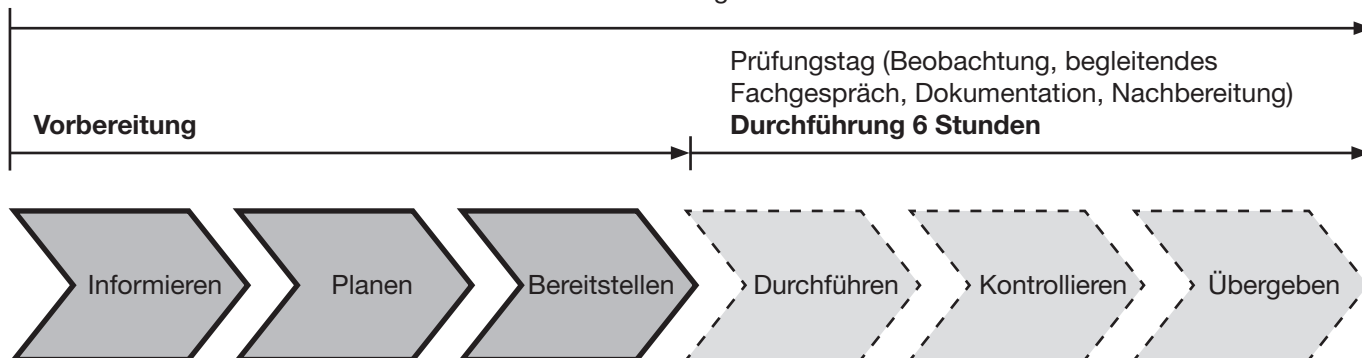 Prüfungstag (Beobachtung, begleitendes
Fachgespräch, Dokumentation, Nachbereitung)
Vorbereitung
Durchführung 6 Stunden
Informieren
Planen
Bereitstellen
Durchführen
Kontrollieren
Übergeben